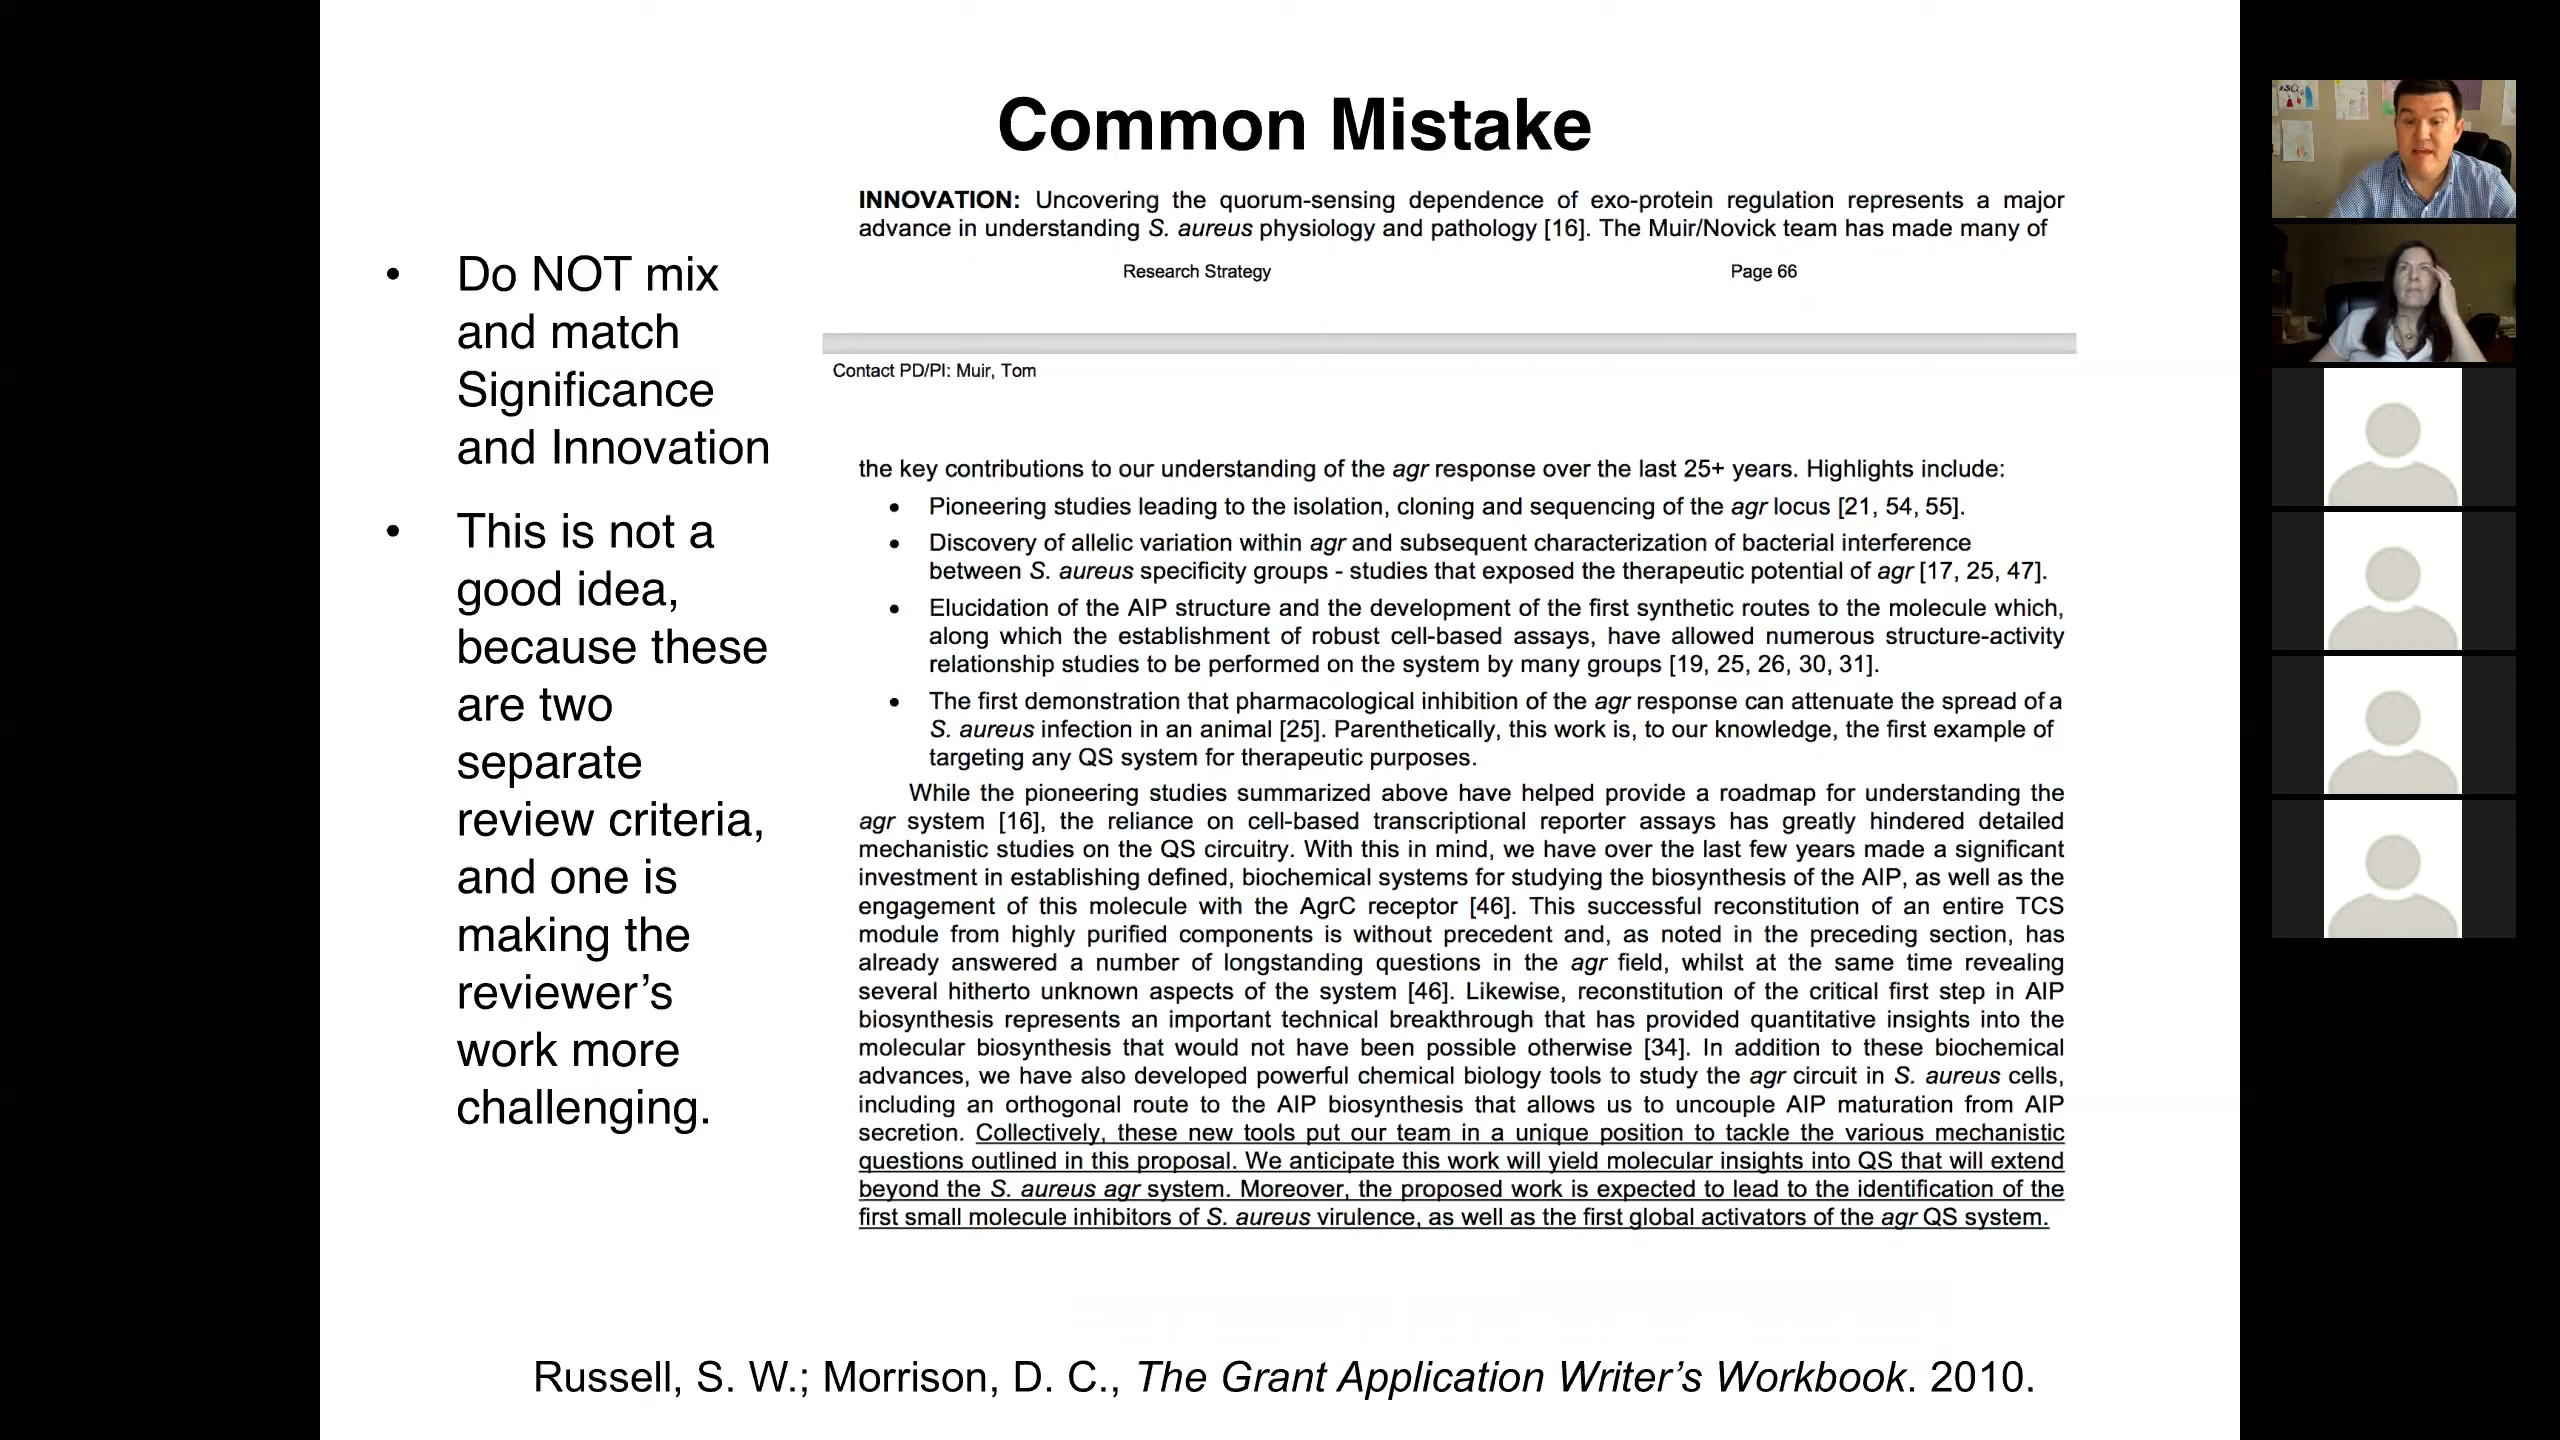 Common Mistake
• Do NOT mix
and match
Significance
and Innovation
• This is not a
good idea,
because these
are two
separate
review criteria,
and one is
making the
reviewer’s
work more
challenging.
INNOVATION: Uncovering the quorum-sensing dependence of exo-protein regulation represents a major
advance in understanding S. aureus physiology and pathology [16]. The Muir/Novick team has made many of
Research Strategy Page 66
Contact PD/PI: Muir, Tom
the key contributions to our understanding of the agr response over the last 25+ years. Highlights include:
• Pioneering studies leading to the isolation, cloning and sequencing of the agr locus [21, 54, 55].
• Discovery of allelic variation within agr and subsequent characterization of bacterial interference
between S. aureus specificity groups - studies that exposed the therapeutic potential of agr [17, 25, 47].
• Elucidation of the AIP structure and the development of the first synthetic routes to the molecule which,
along which the establishment of robust cell-based assays, have allowed numerous structure-activity
relationship studies to be performed on the system by many groups [19, 25, 26, 30, 31].
• The first demonstration that pharmacological inhibition of the agr response can attenuate the spread of a
S. aureus infection in an animal [25]. Parenthetically, this work is, to our knowledge, the first example of
targeting any QS system for therapeutic purposes.
While the pioneering studies summarized above have helped provide a roadmap for understanding the
agr system [16], the reliance on cell-based transcriptional reporter assays has greatly hindered detailed
mechanistic studies on the QS circuitry. With this in mind, we have over the last few years made a significant
investment in establishing defined, biochemical systems for studying the biosynthesis of the AIP, as well as the
engagement of this molecule with the AgrC receptor [46]. This successful reconstitution of an entire TCS
module from highly purified components is without precedent and, as noted in the preceding section, has
already answered a number of longstanding questions in the agr field, whilst at the same time revealing
several hitherto unknown aspects of the system [46]. Likewise, reconstitution of the critical first step in AIP
biosynthesis represents an important technical breakthrough that has provided quantitative insights into the
molecular biosynthesis that would not have been possible otherwise [34]. In addition to these biochemical
advances, we have also developed powerful chemical biology tools to study the agr circuit in S. aureus cells,
including an orthogonal route to the AIP biosynthesis that allows us to uncouple AIP maturation from AIP
secretion. Collectively, these new tools put our team in a unique position to tackle the various mechanistic
questions outlined in this proposal. We anticipate this work will yield molecular insights into QS that will extend
beyond the S. aureus agr system. Moreover, the proposed work is expected to lead to the identification of the
first small molecule inhibitors of S. aureus virulence, as well as the first global activators of the agr QS system.
Russell, S. W.; Morrison, D. C., The Grant Application Writer’s Workbook. 2010.